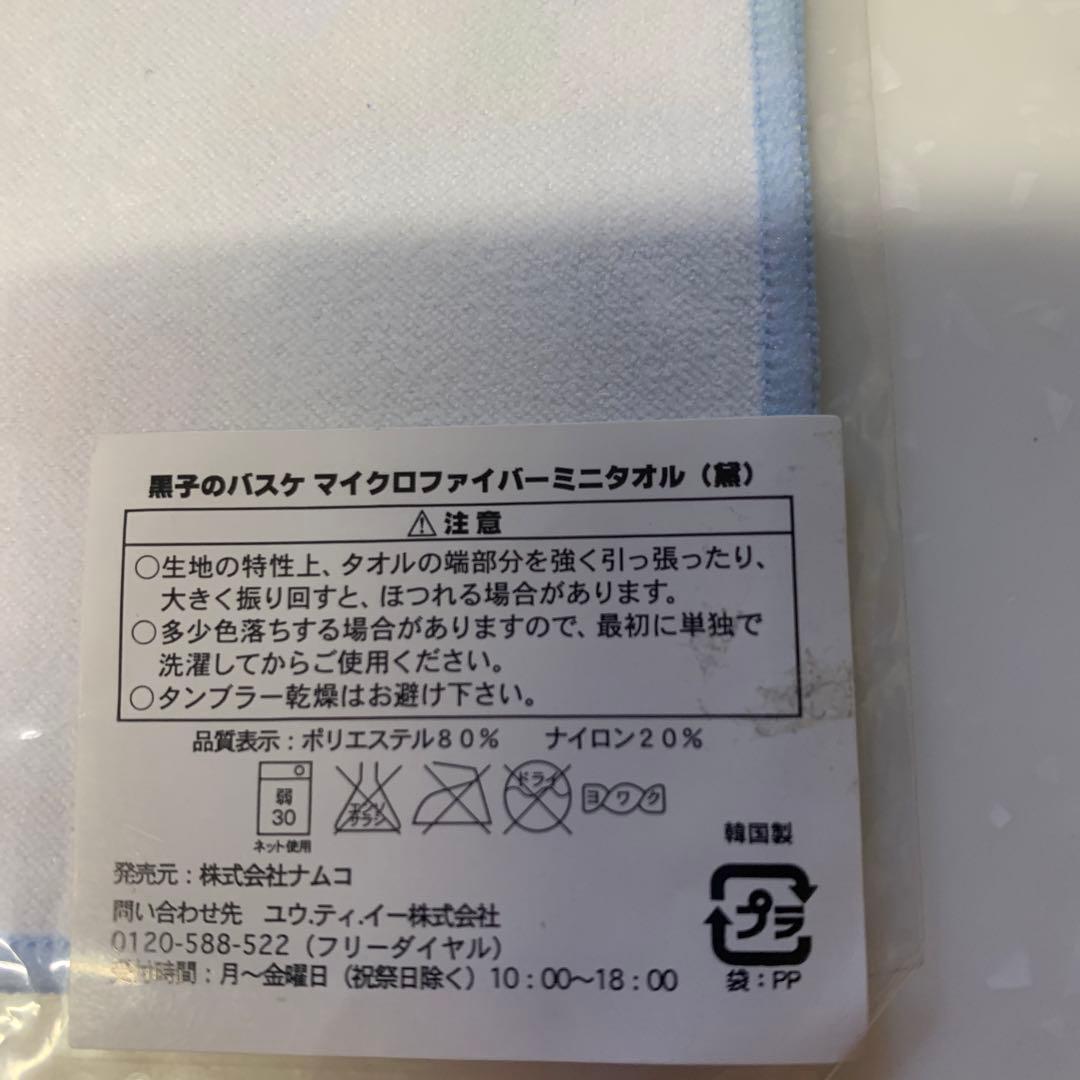 黒子のバスケ マイクロファイバーミニタオル（黛）
注意
○生地の特性上、タオルの端部分を強く引っ張ったり、
大きく振り回すと、ほつれる場合があります。
○多少色落ちする場合がありますので、最初に単独で
洗濯してからご使用ください。
○タンブラー乾燥はお避け下さい。
品質表示：ポリエステル80％　ナイロン20％
弱
30
エンソ
サラシ
ドライ
ヨワク
ネット使用
韓国製
発売元：株式会社ナムコ
問い合わせ先　ユウ.ティ.イー株式会社
0120-588-522（フリーダイヤル）
受付時間：月～金曜日（祝祭日除く）10：00～18：00
プラ
袋：PP